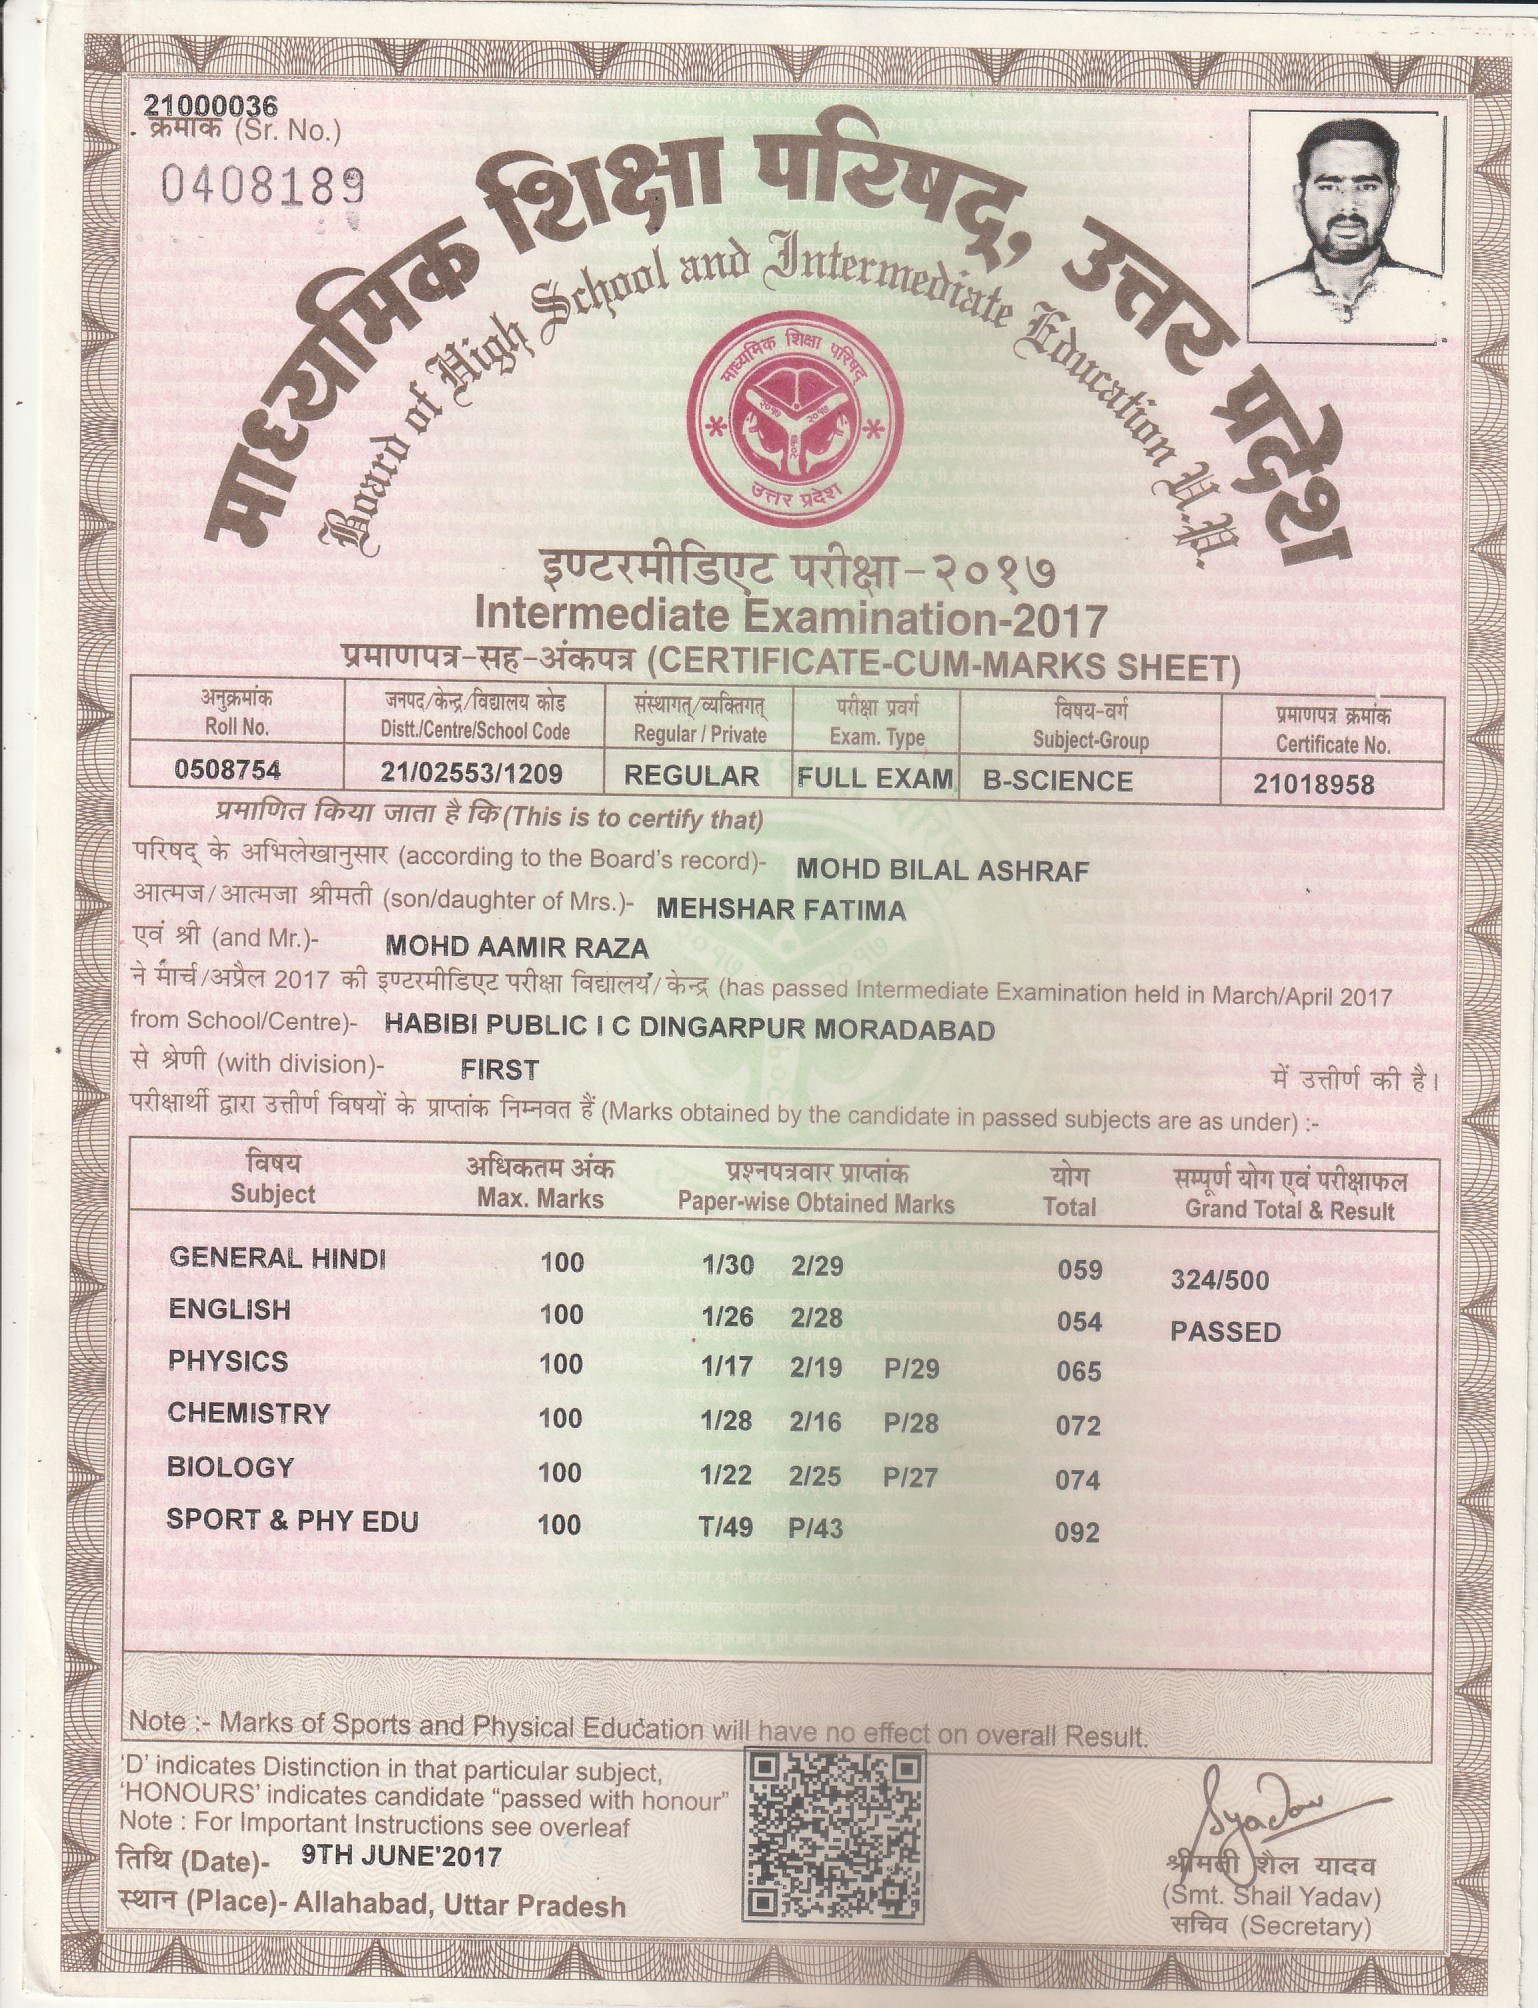 21000036
क्रमांक (Sr. No.)
0408189
माध्यमिक शिक्षा परिषद्, उत्तर प्रदेश
Board of High School and Intermediate Education U.P.
माध्यमिक शिक्षा परिषद्
२०१७ २०१७
उत्तर प्रदेश
इण्टरमीडिएट परीक्षा-२०१७
Intermediate Examination-2017
प्रमाणपत्र-सह-अंकपत्र (CERTIFICATE-CUM-MARKS SHEET)
अनुक्रमांक जनपद/केन्द्र/विद्यालय कोड संस्थागत्/व्यक्तिगत् परीक्षा प्रवर्ग विषय-वर्ग प्रमाणपत्र क्रमांक
Roll No. Distt./Centre/School Code Regular / Private Exam. Type Subject-Group Certificate No.
0508754 21/02553/1209 REGULAR FULL EXAM B-SCIENCE 21018958
प्रमाणित किया जाता है कि (This is to certify that)
परिषद् के अभिलेखानुसार (according to the Board's record)- MOHD BILAL ASHRAF
आत्मज/आत्मजा श्रीमती (son/daughter of Mrs.)- MEHSHAR FATIMA
एवं श्री (and Mr.)- MOHD AAMIR RAZA
ने मार्च/अप्रैल 2017 की इण्टरमीडिएट परीक्षा विद्यालय/केन्द्र (has passed Intermediate Examination held in March/April 2017
from School/Centre)- HABIBI PUBLIC I C DINGARPUR MORADABAD
से श्रेणी (with division)- FIRST में उत्तीर्ण की है।
परीक्षार्थी द्वारा उत्तीर्ण विषयों के प्राप्तांक निम्नवत हैं (Marks obtained by the candidate in passed subjects are as under) :-
विषय अधिकतम अंक प्रश्नपत्रवार प्राप्तांक योग सम्पूर्ण योग एवं परीक्षाफल
Subject Max. Marks Paper-wise Obtained Marks Total Grand Total & Result
GENERAL HINDI 100 1/30 2/29 059 324/500
ENGLISH 100 1/26 2/28 054 PASSED
PHYSICS 100 1/17 2/19 P/29 065
CHEMISTRY 100 1/28 2/16 P/28 072
BIOLOGY 100 1/22 2/25 P/27 074
SPORT & PHY EDU 100 T/49 P/43 092
Note :- Marks of Sports and Physical Education will have no effect on overall Result.
'D' indicates Distinction in that particular subject,
'HONOURS' indicates candidate "passed with honour"
Note : For Important Instructions see overleaf
तिथि (Date)- 9TH JUNE'2017
स्थान (Place)- Allahabad, Uttar Pradesh
Syadav
श्रीमती शैल यादव
(Smt. Shail Yadav)
सचिव (Secretary)